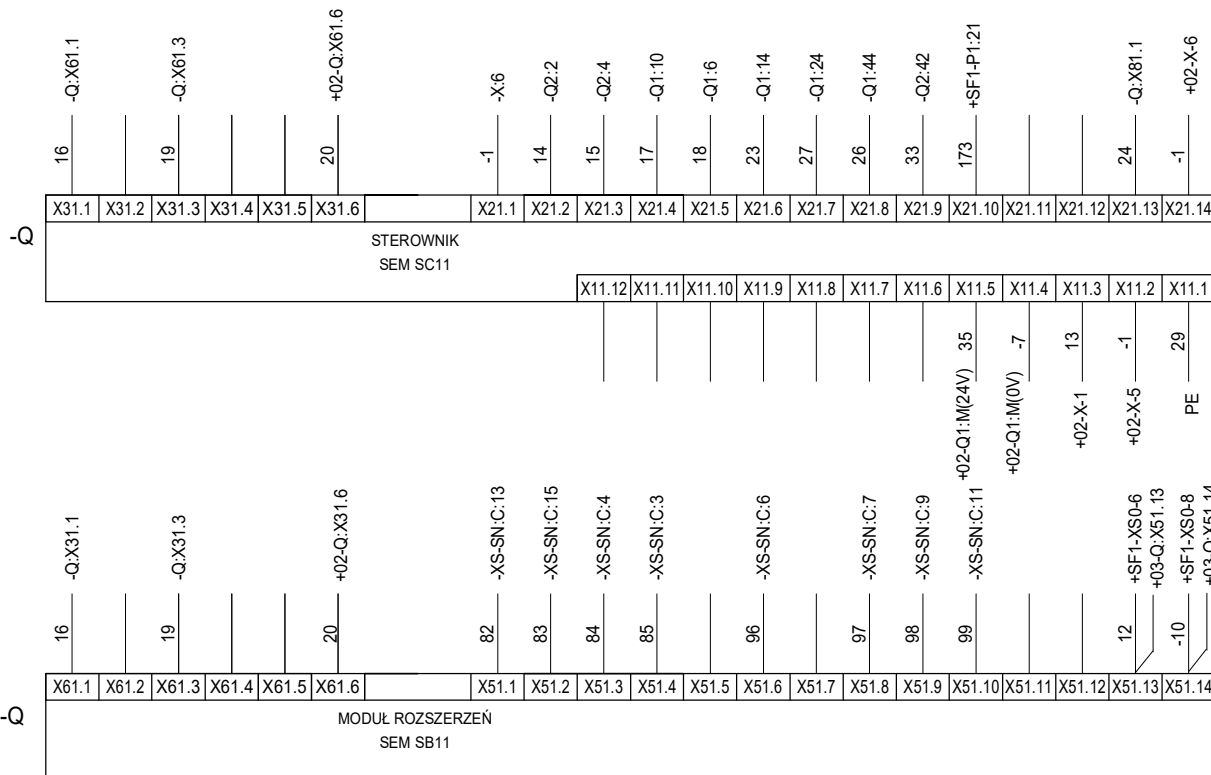 -Q:X61.1
-Q:X61.3
+02-Q:X61.6
-X:6
-Q2:2
-Q2:4
-Q1:10
-Q1:6
-Q1:14
-Q1:24
-Q1:44
-Q2:42
+SF1-P1:21
-Q:X81.1
+02-X-6
16
19
20
-1
14
15
17
18
23
27
26
33
173
24
-1
X31.1 X31.2 X31.3 X31.4 X31.5 X31.6 X21.1 X21.2 X21.3 X21.4 X21.5 X21.6 X21.7 X21.8 X21.9 X21.10 X21.11 X21.12 X21.13 X21.14
-Q
STEROWNIK
SEM SC11
X11.12 X11.11 X11.10 X11.9 X11.8 X11.7 X11.6 X11.5 X11.4 X11.3 X11.2 X11.1
35
-7
13
-1
29
+02-Q1:M(24V)
+02-Q1:M(0V)
+02-X-1
+02-X-5
PE
-Q:X31.1
-Q:X31.3
+02-Q:X31.6
-XS-SN:C:13
-XS-SN:C:15
-XS-SN:C:4
-XS-SN:C:3
-XS-SN:C:6
-XS-SN:C:7
-XS-SN:C:9
-XS-SN:C:11
+SF1-XS0-6
+03-Q:X51.13
+SF1-XS0-8
+03-Q:X51.14
16
19
20
82
83
84
85
96
97
98
99
12
-10
X61.1 X61.2 X61.3 X61.4 X61.5 X61.6 X51.1 X51.2 X51.3 X51.4 X51.5 X51.6 X51.7 X51.8 X51.9 X51.10 X51.11 X51.12 X51.13 X51.14
-Q
MODUŁ ROZSZERZEŃ
SEM SB11